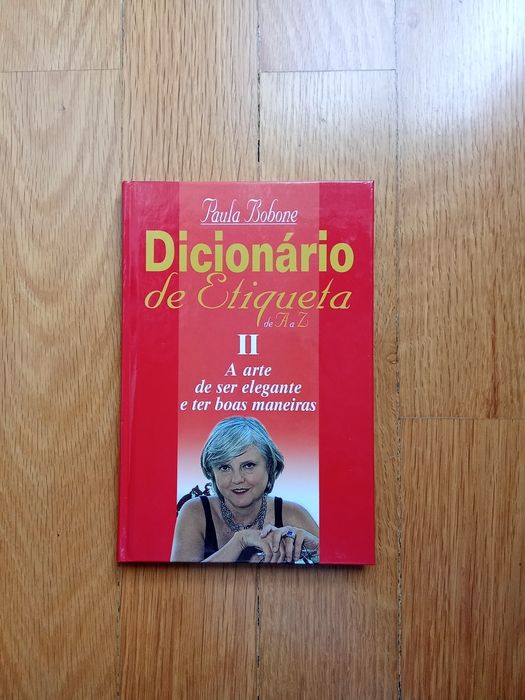 Paula Bobone
Dicionário
de Etiqueta
de A a Z
II
A arte
de ser elegante
e ter boas maneiras